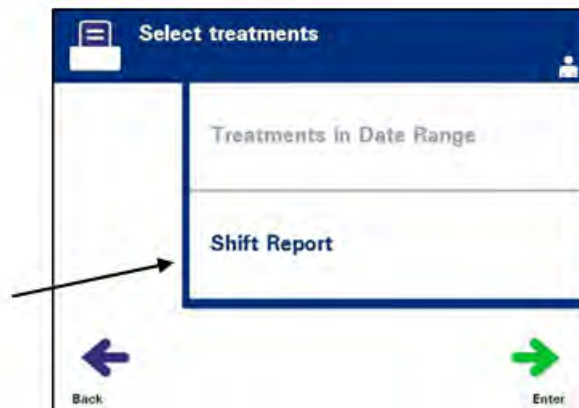 Select treatments
Treatments in Date Range
Shift Report
Back
Enter